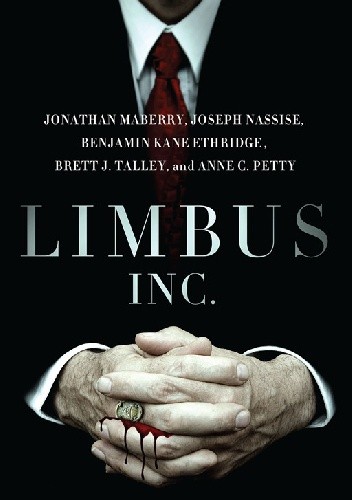 JONATHAN MABERRY, JOSEPH NASSISE,
BENJAMIN KANE ETHRIDGE,
BRETT J. TALLEY, and ANNE C. PETTY
LIMBUS
INC.